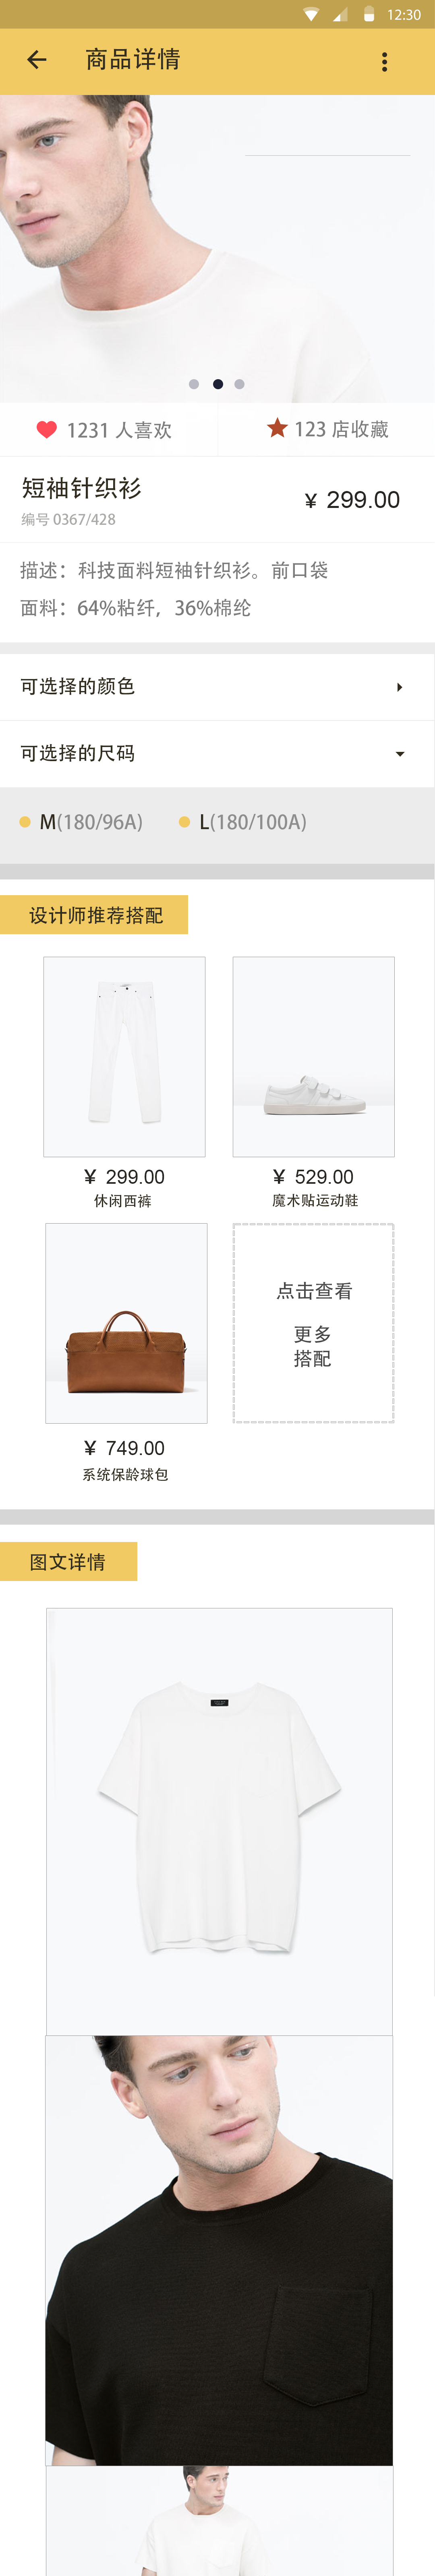 12:30
商品详情
1231 人喜欢
123 店收藏
短袖针织衫
¥ 299.00
编号 0367/428
描述：科技面料短袖针织衫。前口袋
面料：64%粘纤，36%棉纶
可选择的颜色
可选择的尺码
M(180/96A)
L(180/100A)
设计师推荐搭配
¥ 299.00
休闲西裤
¥ 529.00
魔术贴运动鞋
点击查看
更多
搭配
¥ 749.00
系统保龄球包
图文详情